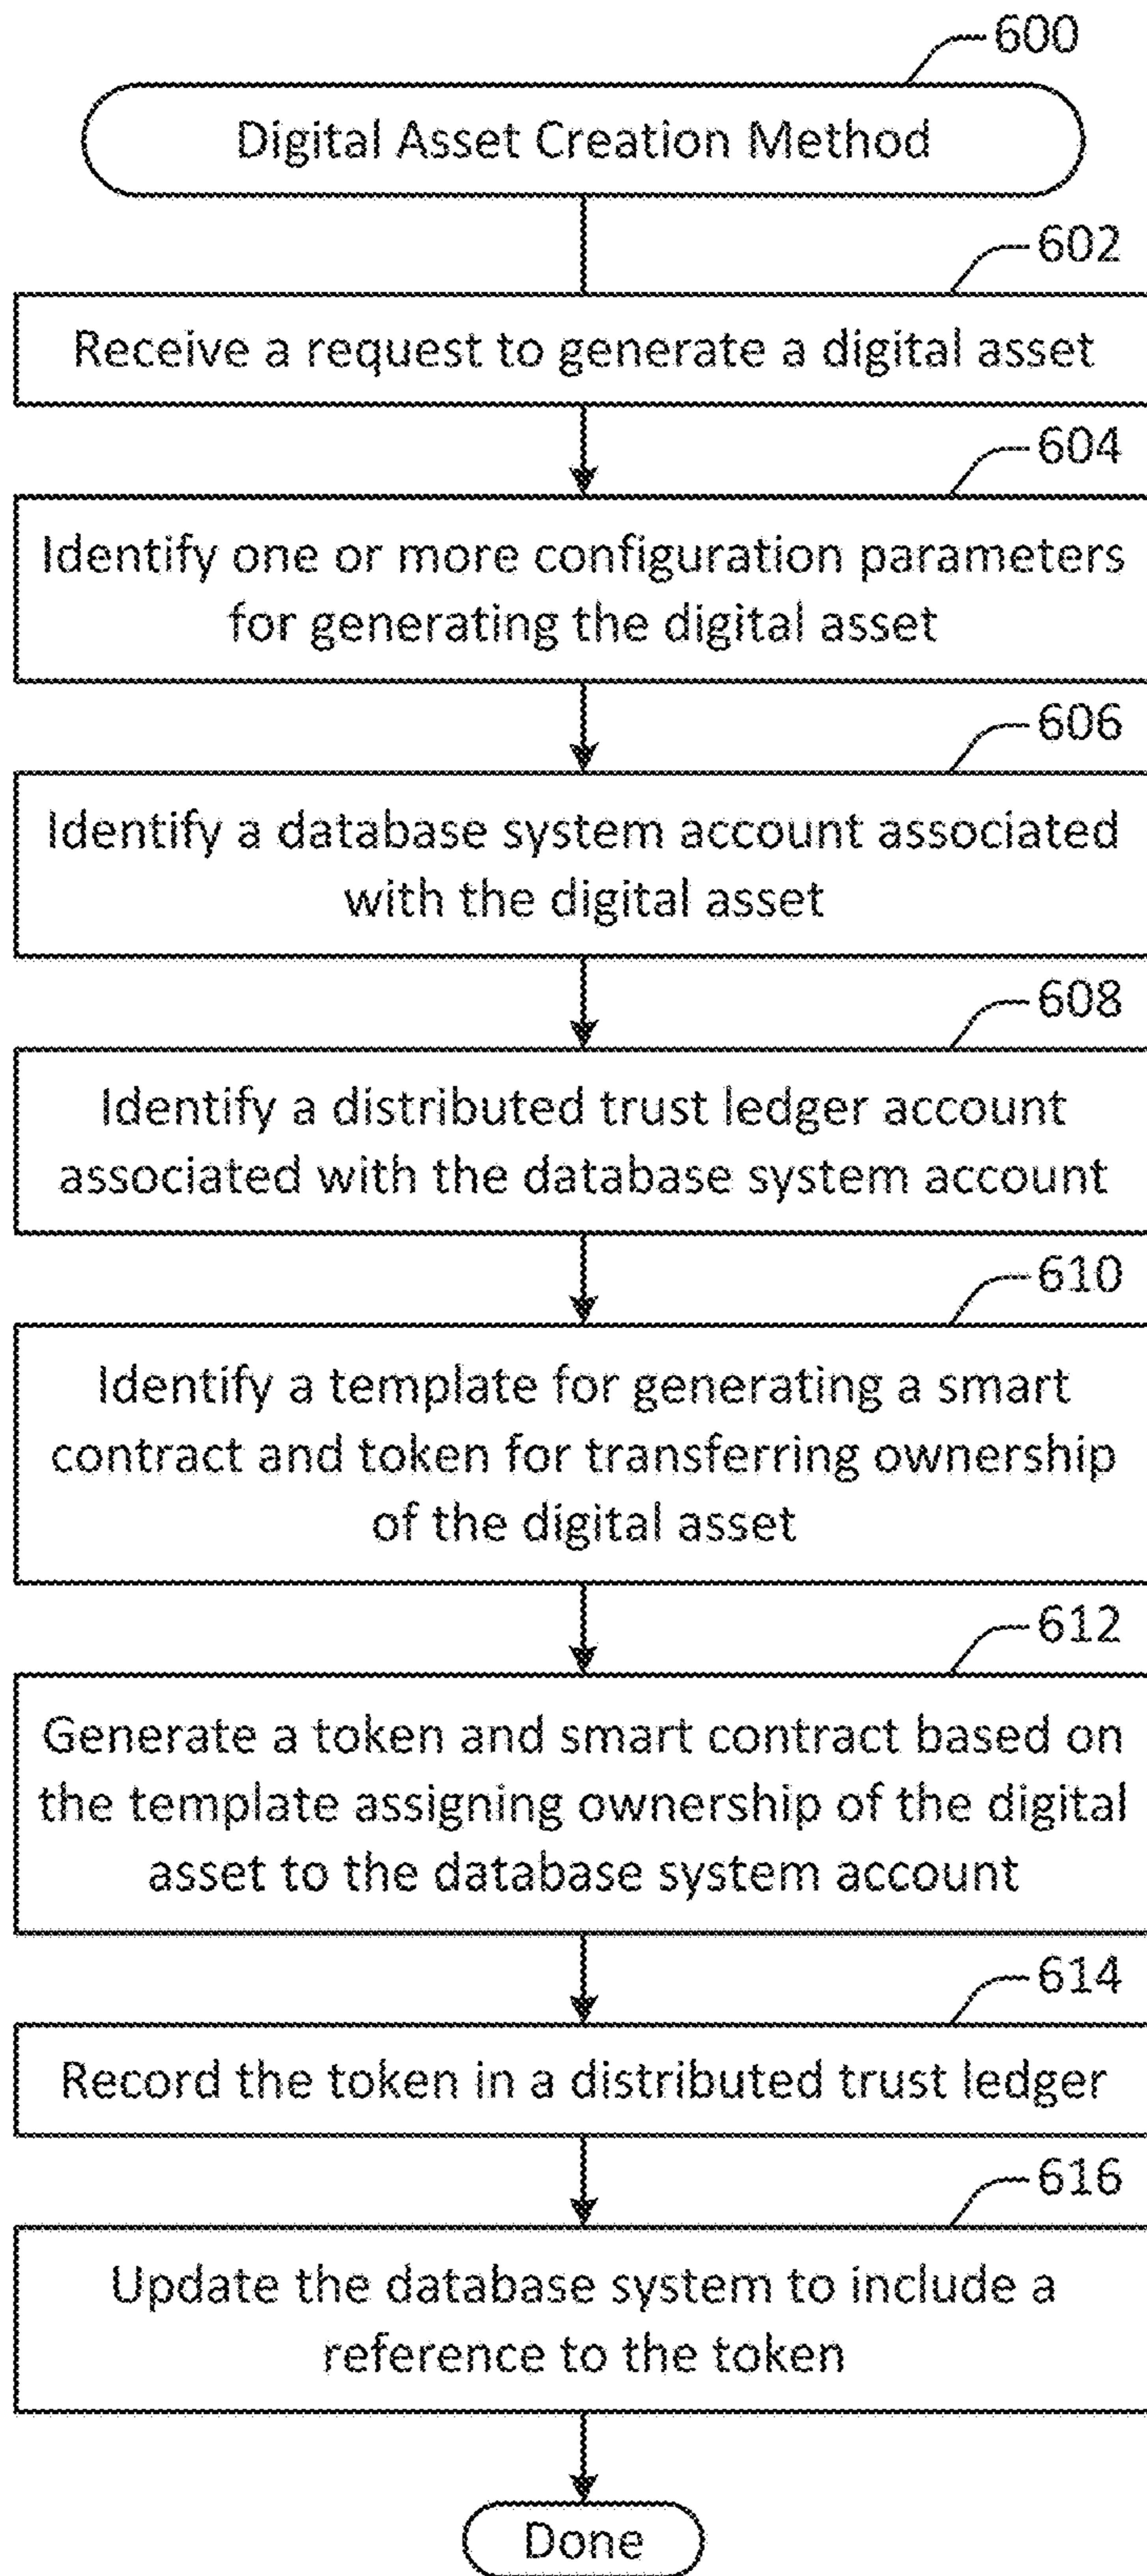 600
Digital Asset Creation Method
602
Receive a request to generate a digital asset
604
Identify one or more configuration parameters
for generating the digital asset
606
Identify a database system account associated
with the digital asset
608
Identify a distributed trust ledger account
associated with the database system account
610
Identify a template for generating a smart
contract and token for transferring ownership
of the digital asset
612
Generate a token and smart contract based on
the template assigning ownership of the digital
asset to the database system account
614
Record the token in a distributed trust ledger
616
Update the database system to include a
reference to the token
Done